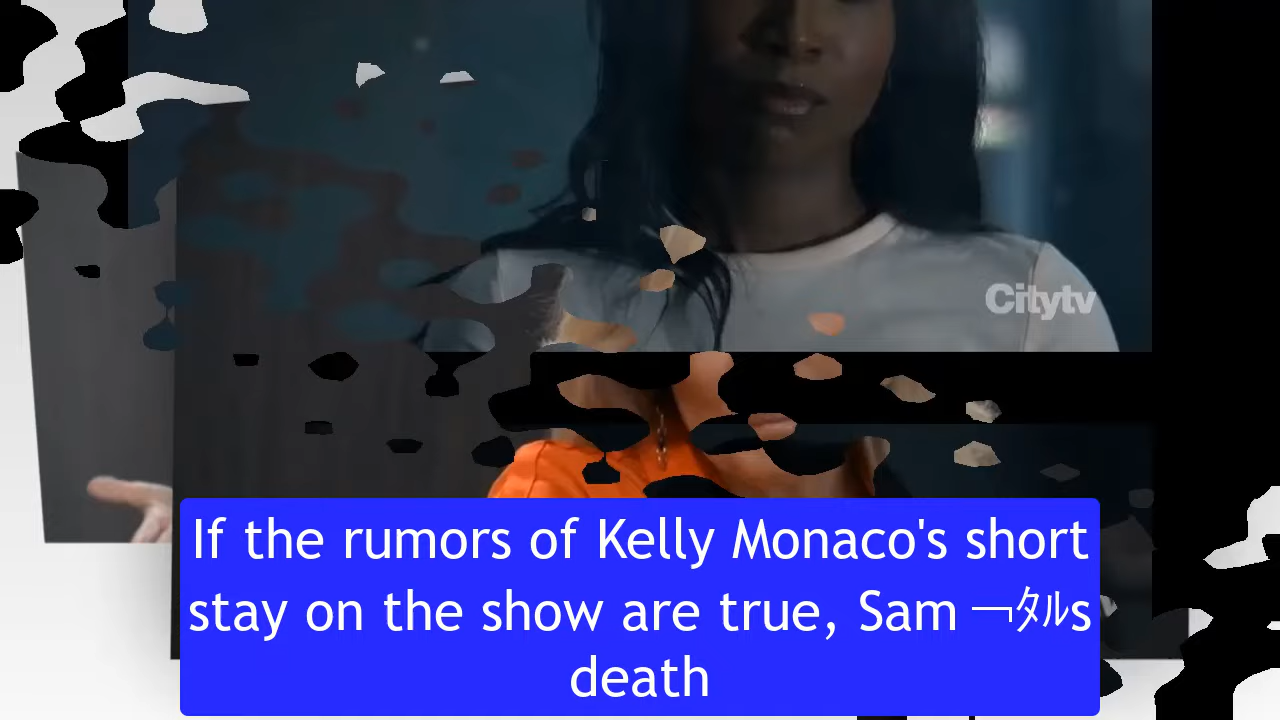 Citytv
If the rumors of Kelly Monaco's short
stay on the show are true, Sam ￢ﾀﾙs
death